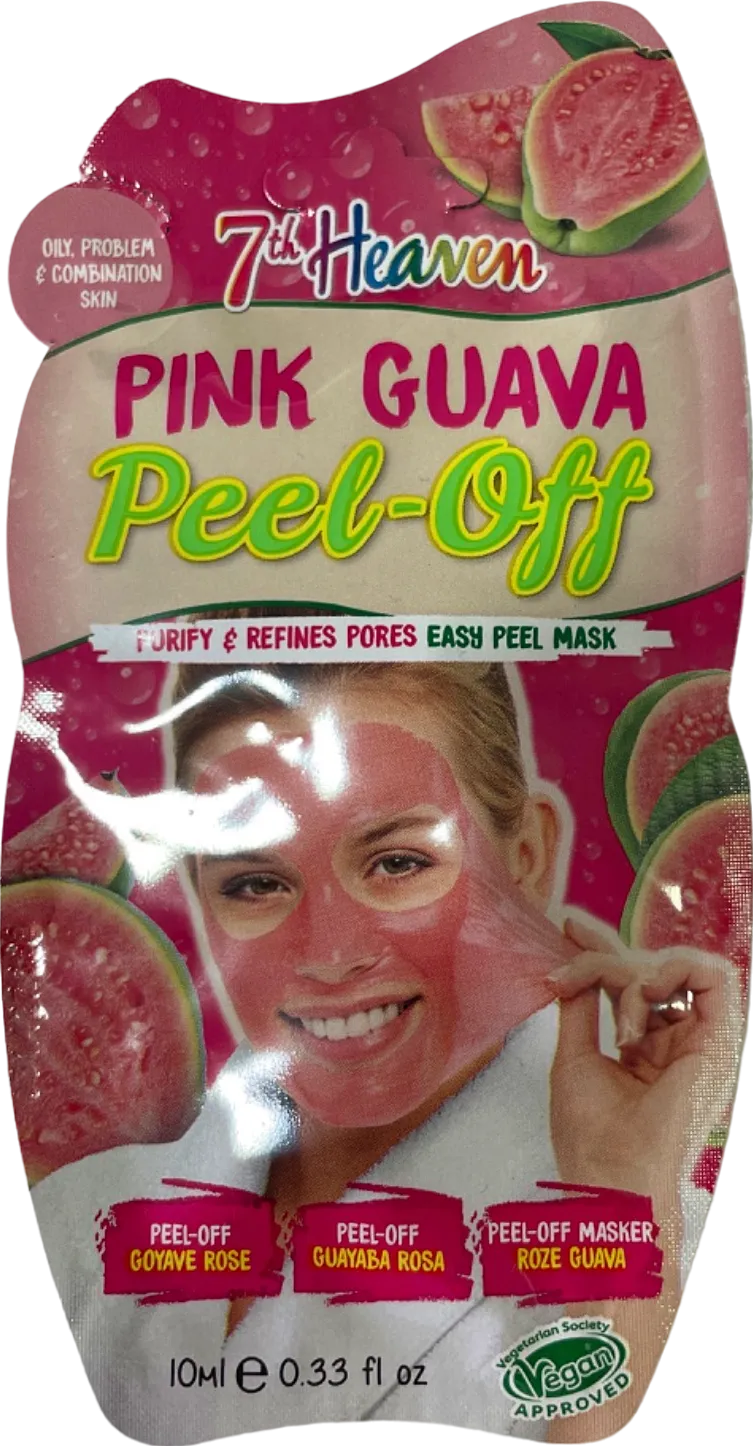 OILY, PROBLEM
& COMBINATION
SKIN
7th Heaven
PINK GUAVA
Peel-Off
PURIFY & REFINES PORES EASY PEEL MASK
PEEL-OFF
GOYAVE ROSE
PEEL-OFF
GUAYABA ROSA
PEEL-OFF MASKER
ROZE GUAVA
10Ml e 0.33 fl oz
Vegetarian Society
Vegan
APPROVED